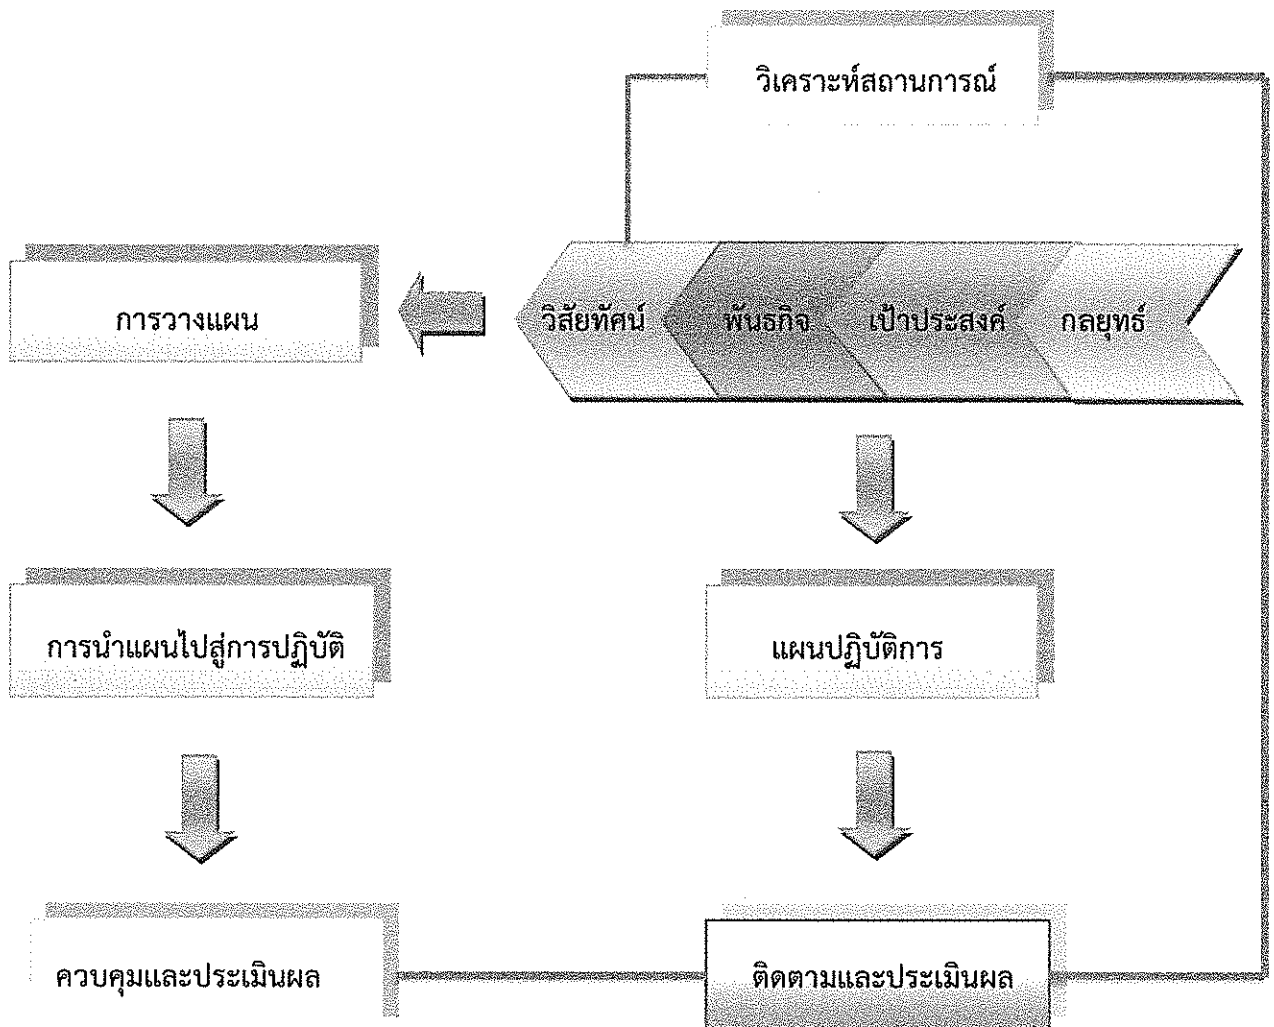 วิเคราะห์สถานการณ์
การวางแผน
วิสัยทัศน์
พันธกิจ
เป้าประสงค์
กลยุทธ์
การนำแผนไปสู่การปฏิบัติ
แผนปฏิบัติการ
ควบคุมและประเมินผล
ติดตามและประเมินผล